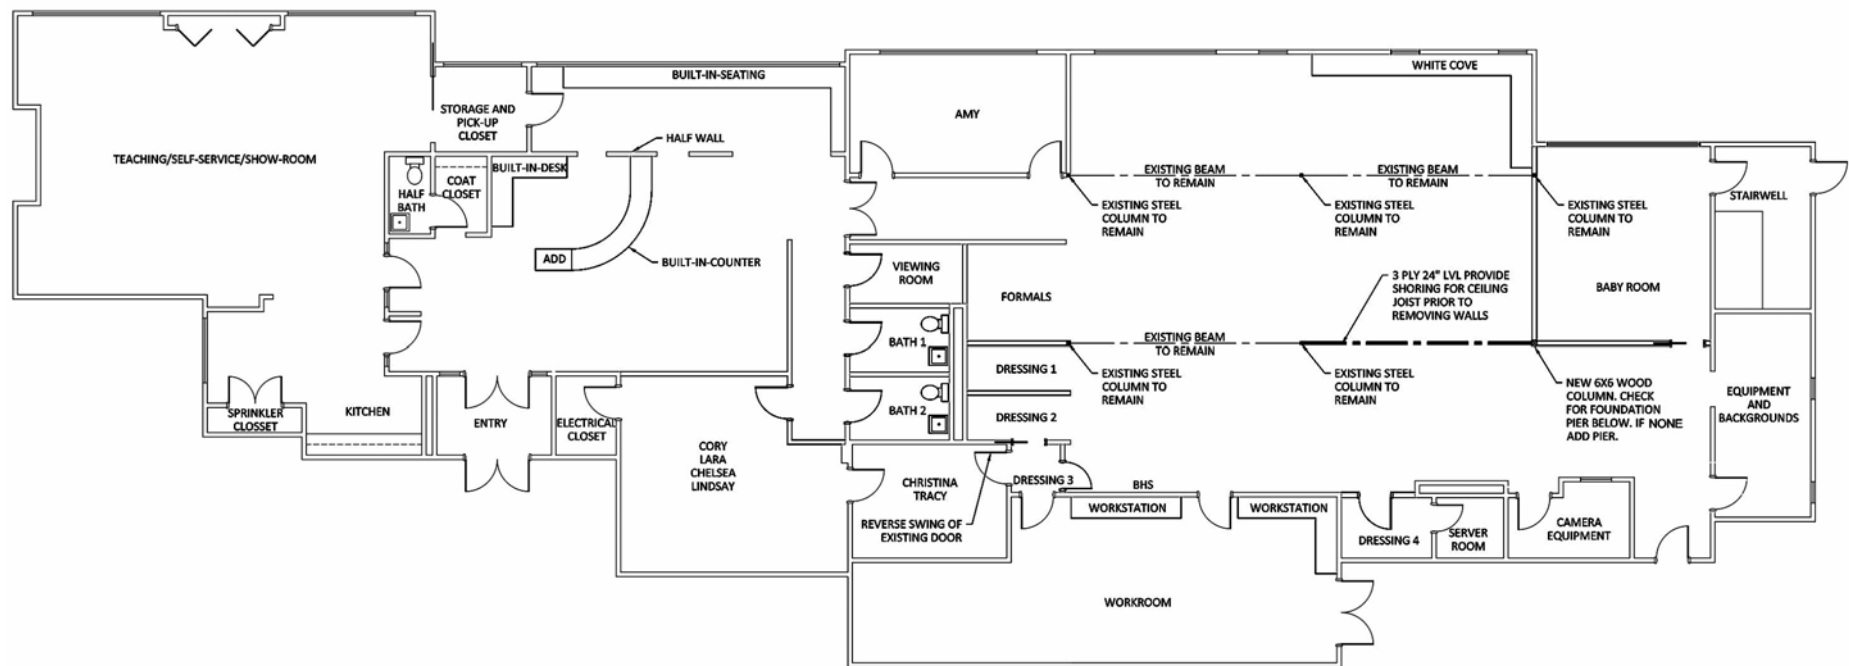 BUILT-IN-SEATING
WHITE COVE
STORAGE AND
PICK-UP
CLOSET
AMY
HALF WALL
TEACHING/SELF-SERVICE/SHOW-ROOM
BUILT-IN-DESK
COAT
CLOSET
HALF
BATH
EXISTING BEAM
TO REMAIN
EXISTING BEAM
TO REMAIN
STAIRWELL
EXISTING STEEL
COLUMN TO
REMAIN
EXISTING STEEL
COLUMN TO
REMAIN
EXISTING STEEL
COLUMN TO
REMAIN
ADD
BUILT-IN-COUNTER
VIEWING
ROOM
FORMALS
3 PLY 24" LVL PROVIDE
SHORING FOR CEILING
JOIST PRIOR TO
REMOVING WALLS
BABY ROOM
BATH 1
EXISTING BEAM
TO REMAIN
DRESSING 1
EXISTING STEEL
COLUMN TO
REMAIN
EXISTING STEEL
COLUMN TO
REMAIN
NEW 6X6 WOOD
COLUMN. CHECK
FOR FOUNDATION
PIER BELOW. IF NONE
ADD PIER.
EQUIPMENT
AND
BACKGROUNDS
SPRINKLER
CLOSSET
KITCHEN
ENTRY
ELECTRICAL
CLOSET
BATH 2
DRESSING 2
CORY
LARA
CHELSEA
LINDSAY
CHRISTINA
TRACY
DRESSING 3
BHS
REVERSE SWING OF
EXISTING DOOR
WORKSTATION
WORKSTATION
DRESSING 4
SERVER
ROOM
CAMERA
EQUIPMENT
WORKROOM